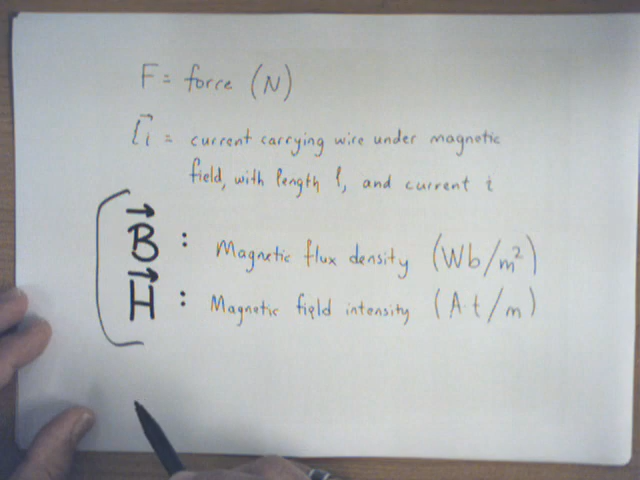 F = force (N)
l⃗i = current carrying wire under magnetic
field, with length l, and current i
B⃗ : Magnetic flux density (Wb/m²)
H⃗ : Magnetic field intensity (A·t/m)